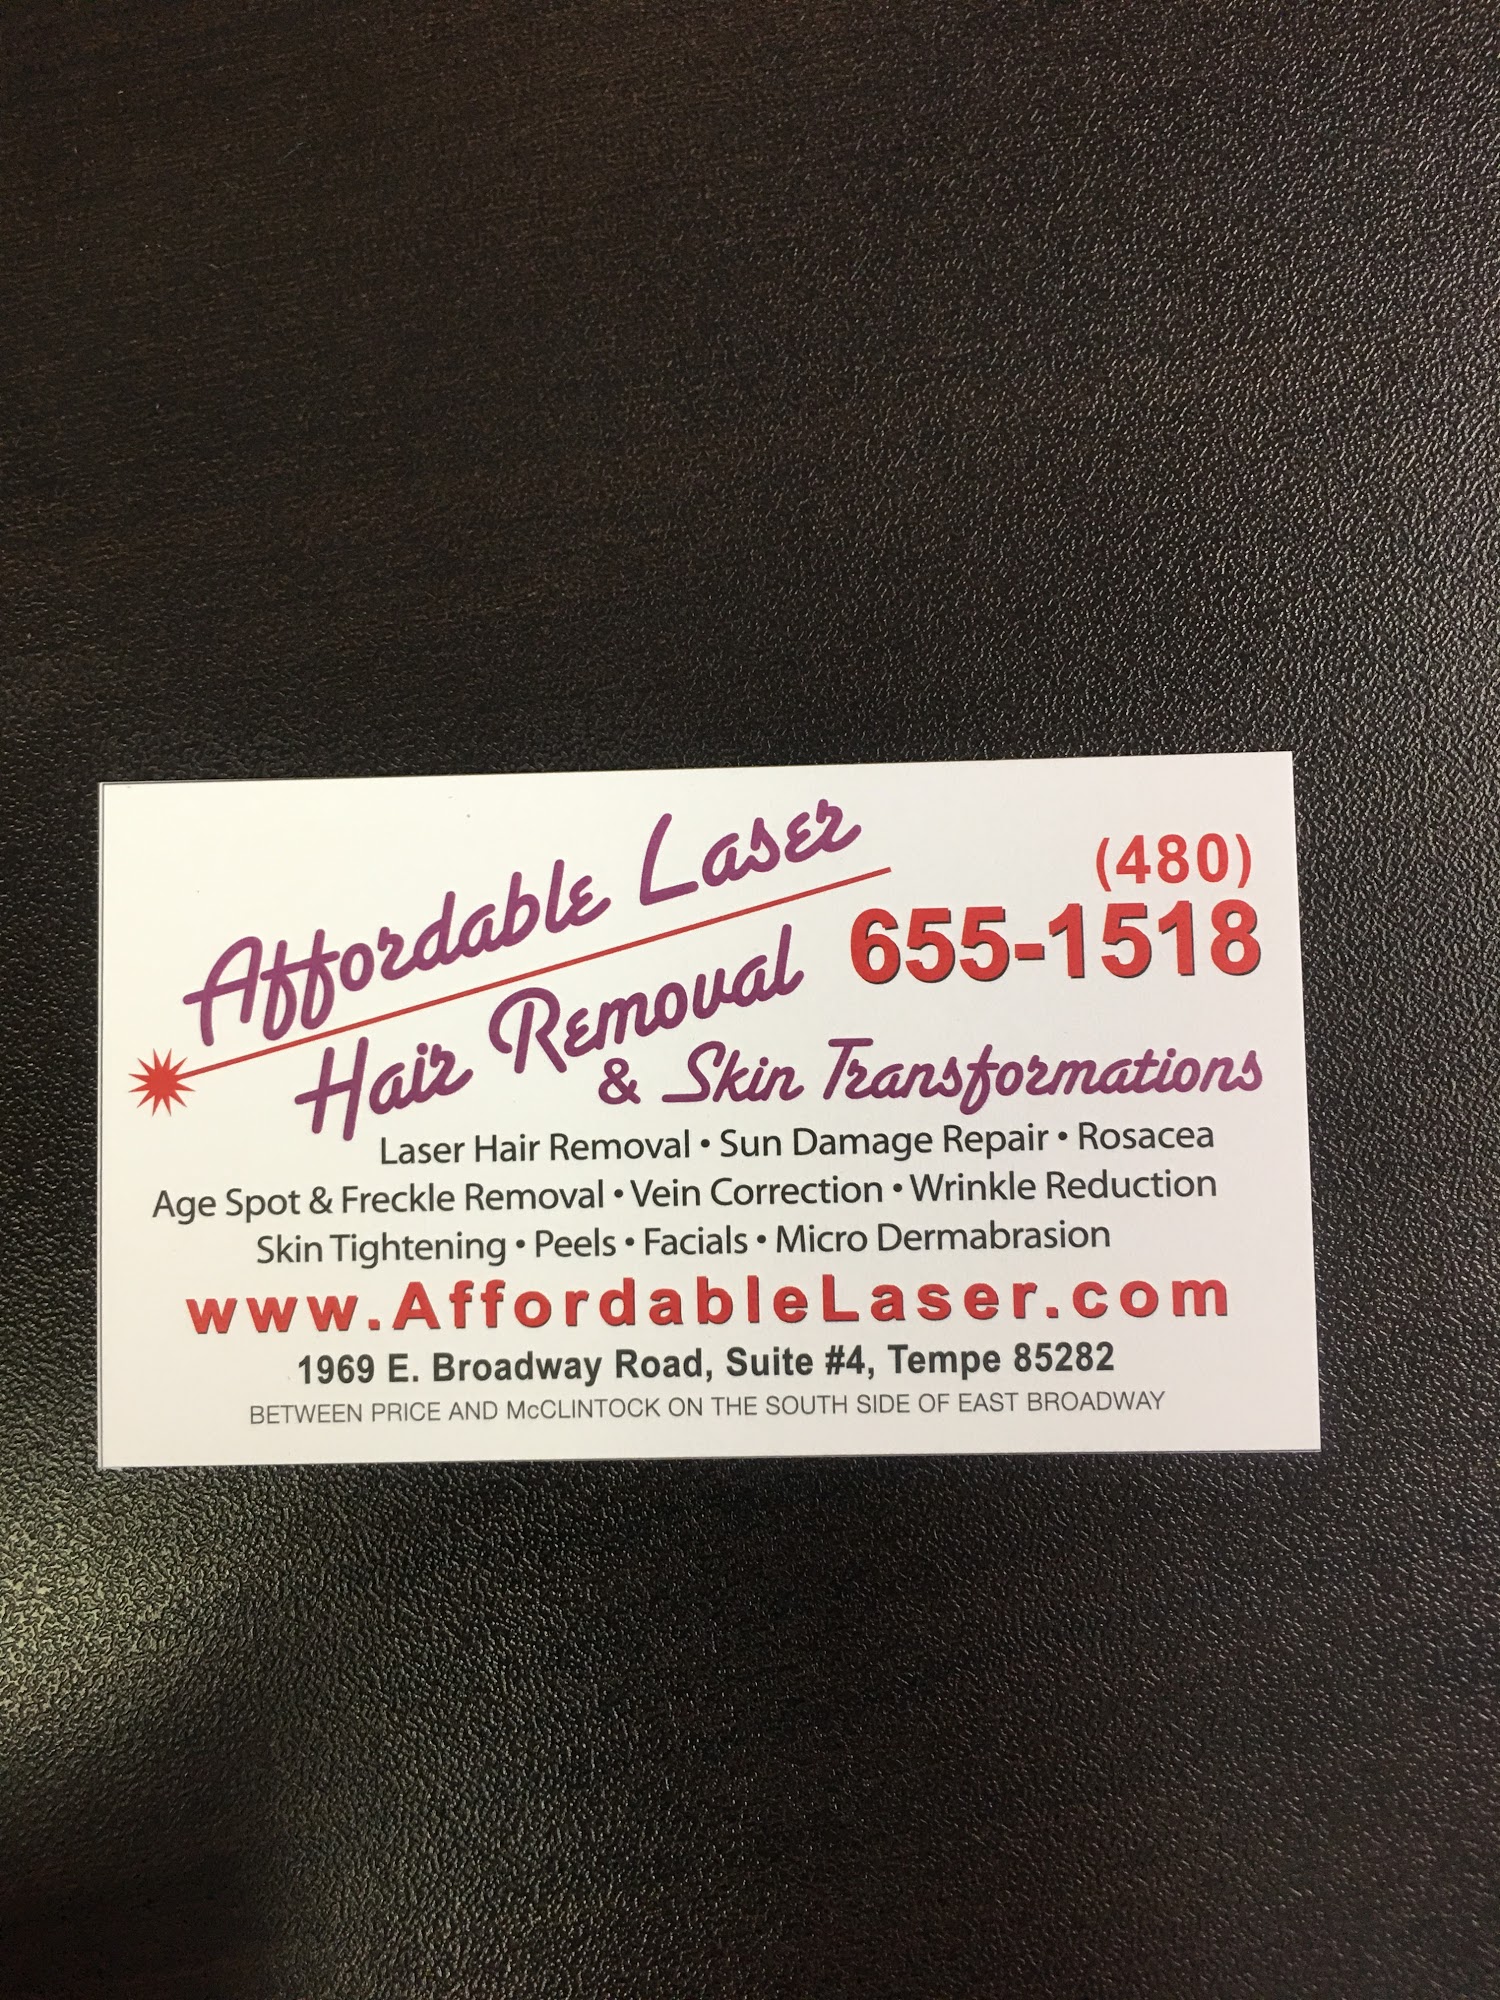 Affordable Laser
Hair Removal
& Skin Transformations
(480)
655-1518
Laser Hair Removal • Sun Damage Repair • Rosacea
Age Spot & Freckle Removal • Vein Correction • Wrinkle Reduction
Skin Tightening • Peels • Facials • Micro Dermabrasion
www.AffordableLaser.com
1969 E. Broadway Road, Suite #4, Tempe 85282
BETWEEN PRICE AND McCLINTOCK ON THE SOUTH SIDE OF EAST BROADWAY